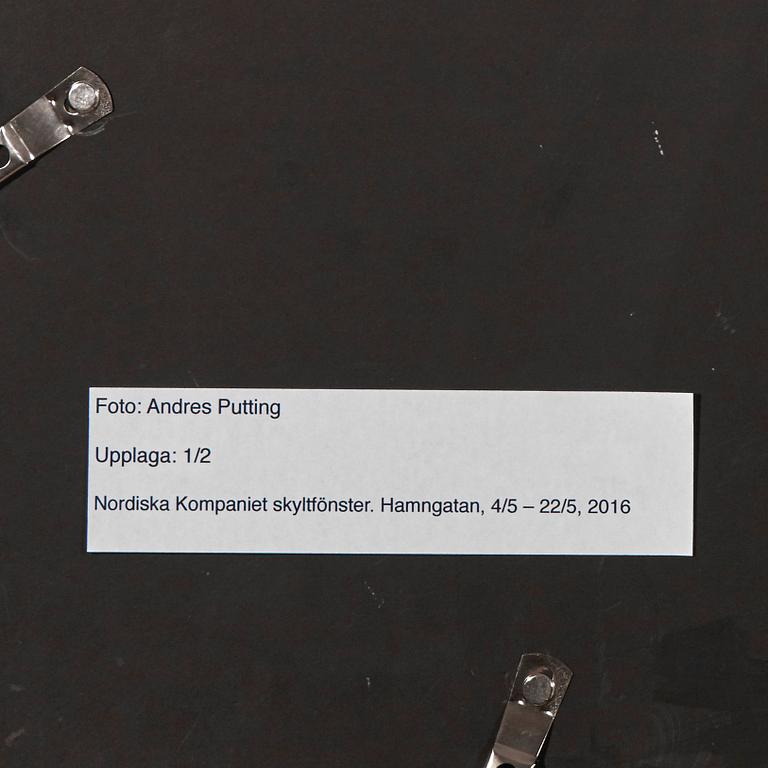 Foto: Andres Putting
Upplaga: 1/2
Nordiska Kompaniet skyltfönster. Hamngatan, 4/5 – 22/5, 2016